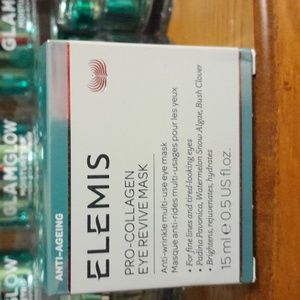 ANTI-AGEING
ELEMIS
PRO-COLLAGEN
EYE REVIVE MASK
Anti-wrinkle multi-use eye mask
Masque anti-rides multi-usages pour les yeux
• For fine lines and tired-looking eyes
• Padina Pavonica, Watermelon Snow Algae, Bush Clover
• Brightens, rejuvenates, hydrates
15 ml ℮ 0.5 US fl.oz.
GLAMGLOW
GLAMGLOW
GLOW